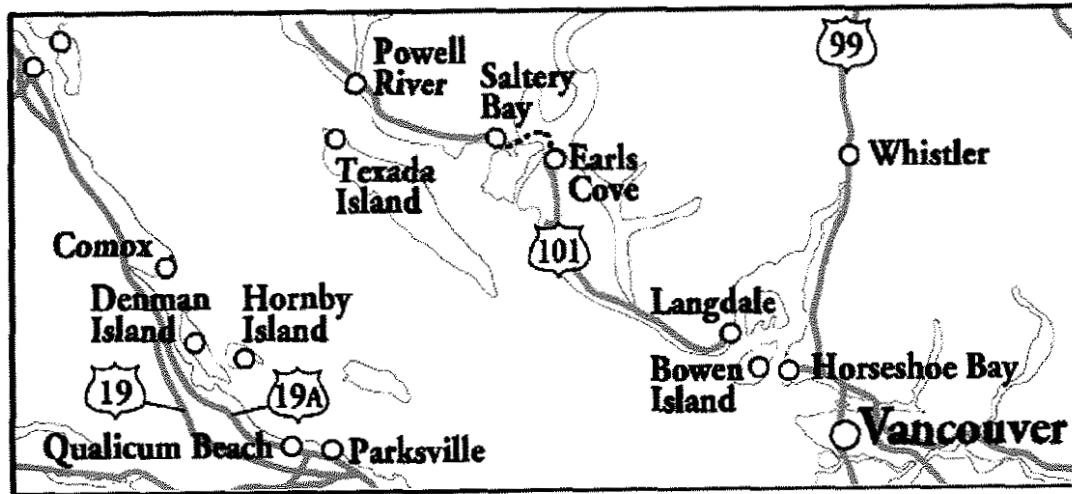 99
Powell
River
Saltery
Bay
Whistler
Earls
Cove
Texada
Island
101
Comox
Denman
Island
Hornby
Island
Langdale
Bowen
Island
Horseshoe Bay
19
19A
Vancouver
Qualicum Beach
Parksville